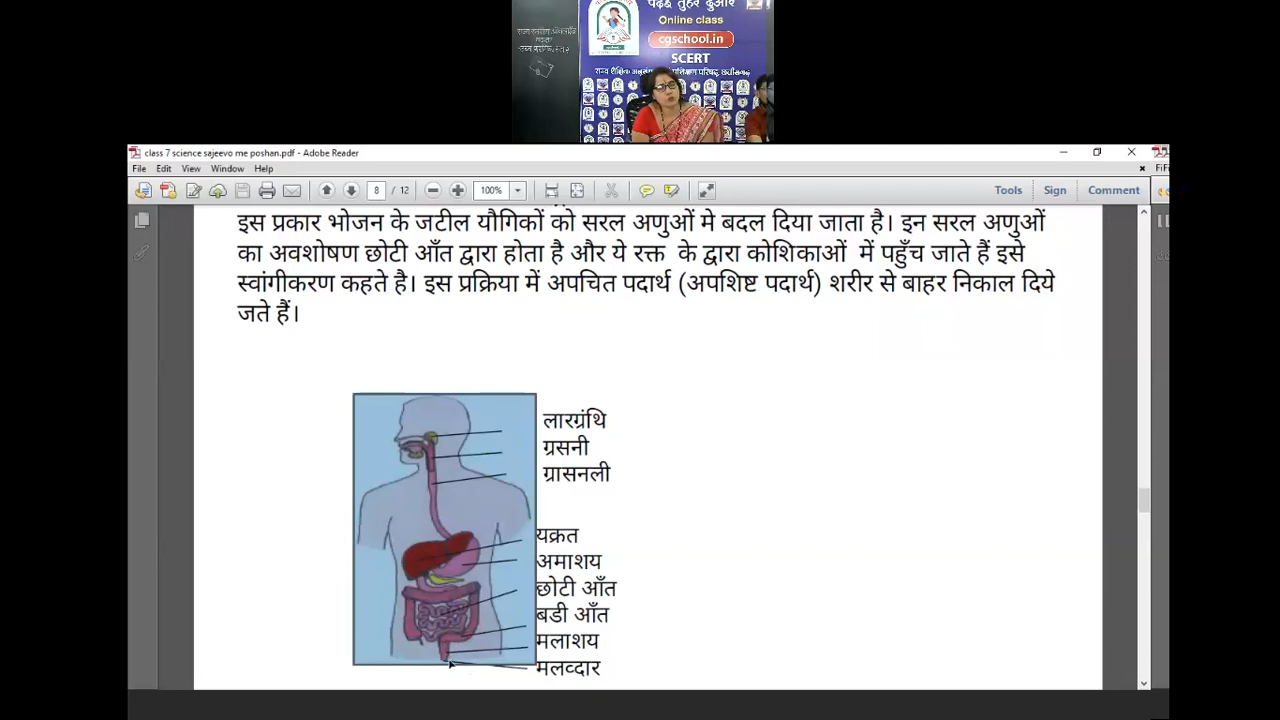 पढ़ई तुंहर दुआर
Online class
cgschool.in
SCERT
class 7 science sajeevo me poshan.pdf - Adobe Reader
File Edit View Window Help
8 / 12 100% Tools Sign Comment
इस प्रकार भोजन के जटील यौगिकों को सरल अणुओं मे बदल दिया जाता है। इन सरल अणुओं
का अवशोषण छोटी आँत द्वारा होता है और ये रक्त के द्वारा कोशिकाओं में पहुँच जाते हैं इसे
स्वांगीकरण कहते है। इस प्रक्रिया में अपचित पदार्थ (अपशिष्ट पदार्थ) शरीर से बाहर निकाल दिये
जते हैं।
लारग्रंथि
ग्रसनी
ग्रासनली
यक्रत
अमाशय
छोटी आँत
बडी आँत
मलाशय
मलव्दार